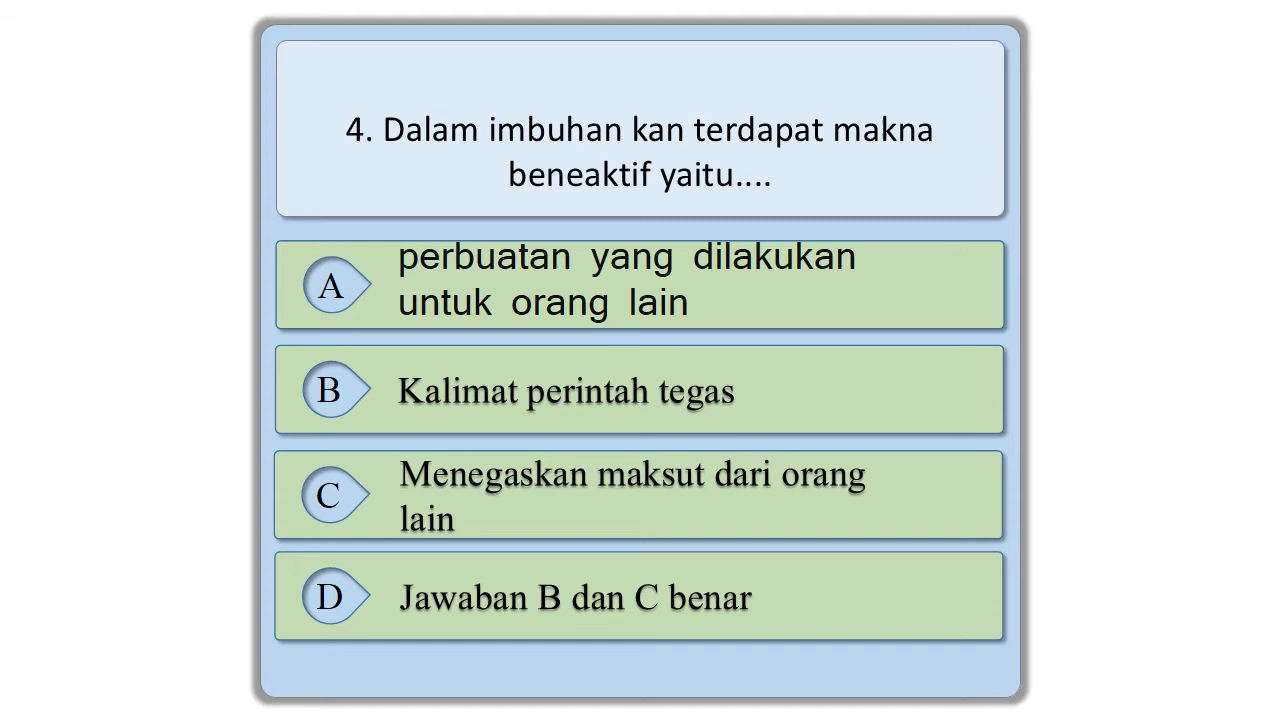 4. Dalam imbuhan kan terdapat makna
beneaktif yaitu....
A
perbuatan yang dilakukan
untuk orang lain
B
Kalimat perintah tegas
C
Menegaskan maksut dari orang
lain
D
Jawaban B dan C benar